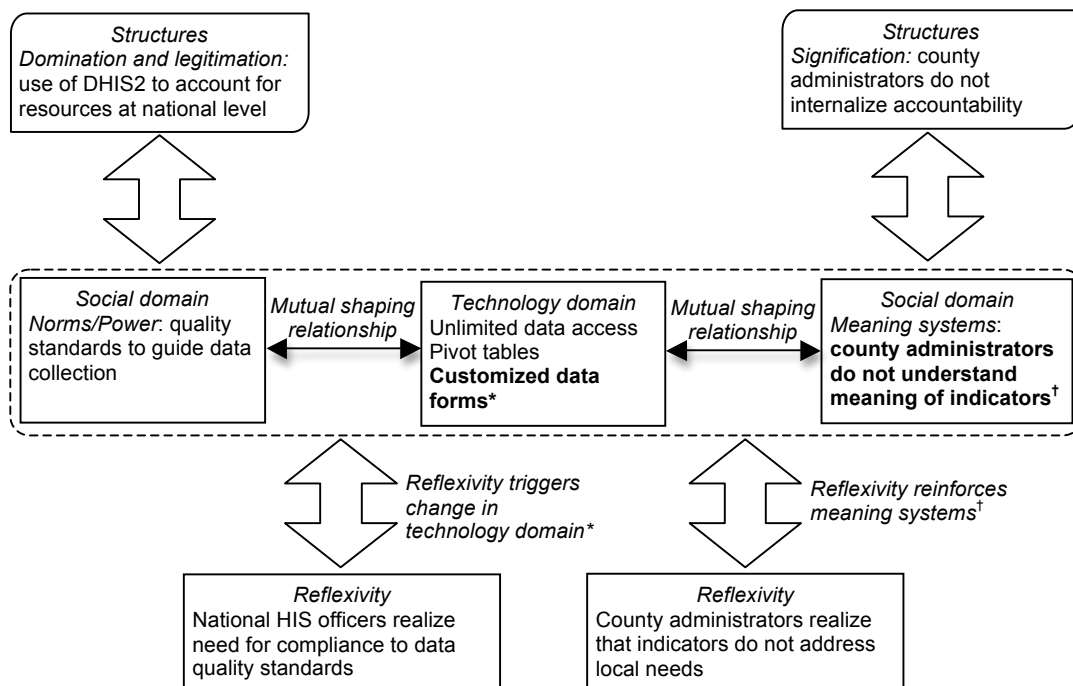 Structures
Domination and legitimation:
use of DHIS2 to account for
resources at national level
Structures
Signification: county
administrators do not
internalize accountability
Social domain
Norms/Power: quality
standards to guide data
collection
Mutual shaping
relationship
Technology domain
Unlimited data access
Pivot tables
Customized data
forms*
Mutual shaping
relationship
Social domain
Meaning systems:
county administrators
do not understand
meaning of indicators†
Reflexivity triggers
change in
technology domain*
Reflexivity reinforces
meaning systems†
Reflexivity
National HIS officers realize
need for compliance to data
quality standards
Reflexivity
County administrators realize
that indicators do not address
local needs